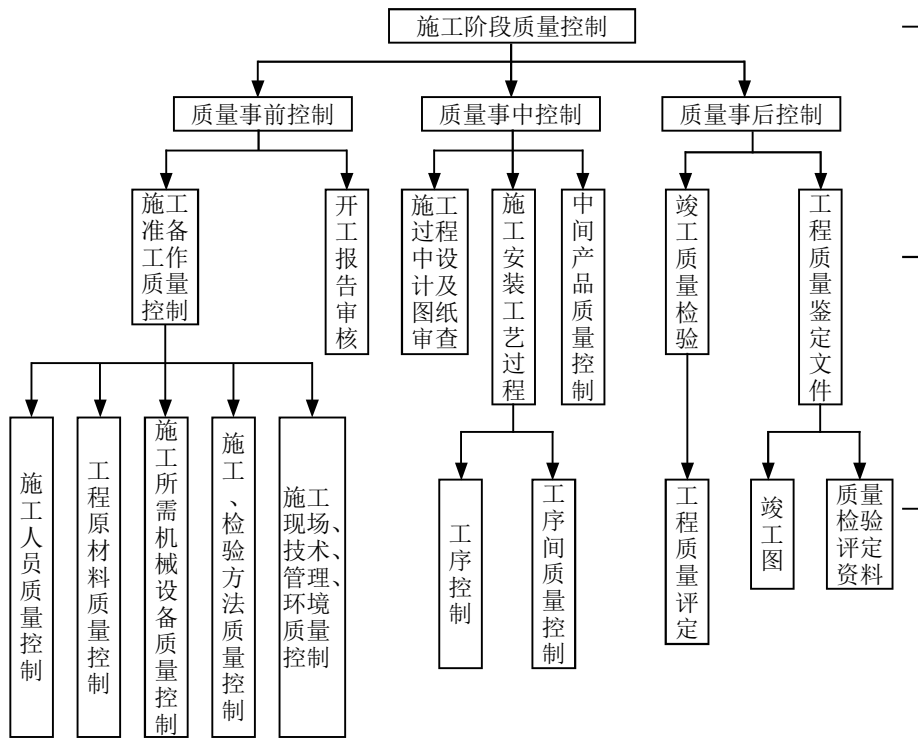 施工阶段质量控制
质量事前控制
质量事中控制
质量事后控制
施工
准备
工作
质量
控制
开工报告审核
施工
过程
中设
计及
图纸
审查
施工安装工艺过程
中间产品质量控制
竣工质量检验
工程质量鉴定文件
施工人员质量控制
工程原材料质量控制
施工所需机械设备质量控制
施工、检验方法质量控制
施工
现场、
技术、
管理、
环境
质量
控制
工序控制
工序间质量控制
工程质量评定
竣工图
质量
检验
评定
资料